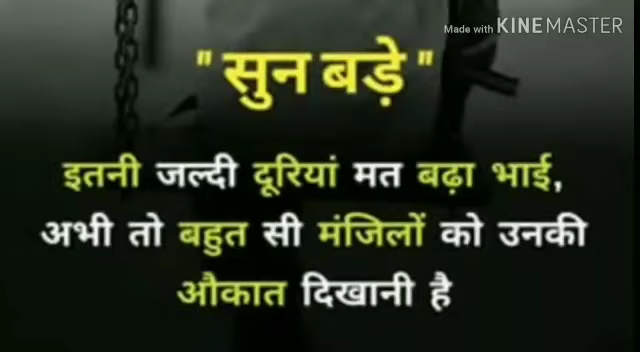 Made with KINEMASTER
"सुन बड़े"
इतनी जल्दी दूरियां मत बढ़ा भाई,
अभी तो बहुत सी मंजिलों को उनकी
औकात दिखानी है